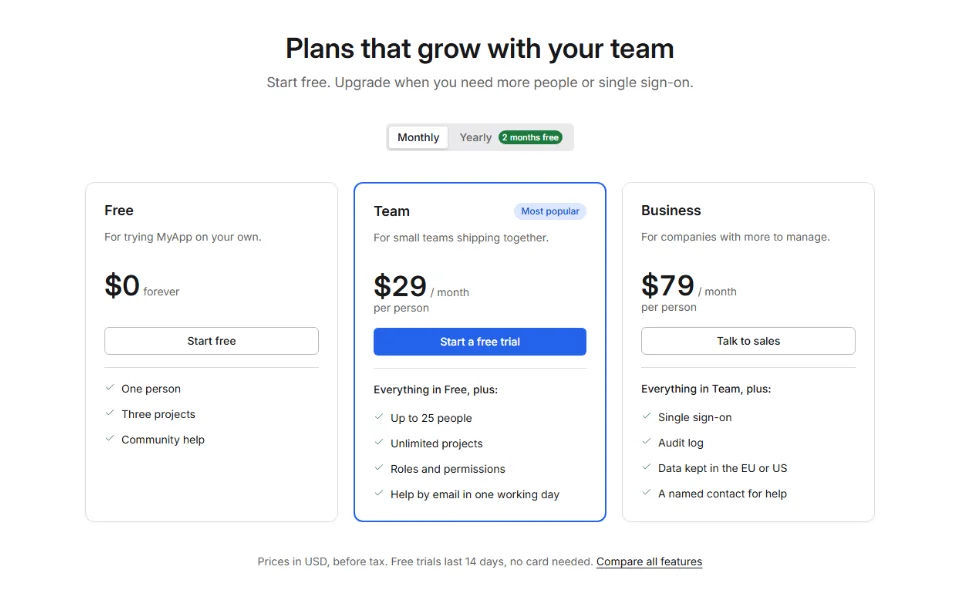 Plans that grow with your team
Start free. Upgrade when you need more people or single sign-on.
Monthly
Yearly 2 months free
Free
For trying MyApp on your own.
$0 forever
Start free
One person
Three projects
Community help
Team
Most popular
For small teams shipping together.
$29 / month
per person
Start a free trial
Everything in Free, plus:
Up to 25 people
Unlimited projects
Roles and permissions
Help by email in one working day
Business
For companies with more to manage.
$79 / month
per person
Talk to sales
Everything in Team, plus:
Single sign-on
Audit log
Data kept in the EU or US
A named contact for help
Prices in USD, before tax. Free trials last 14 days, no card needed. Compare all features